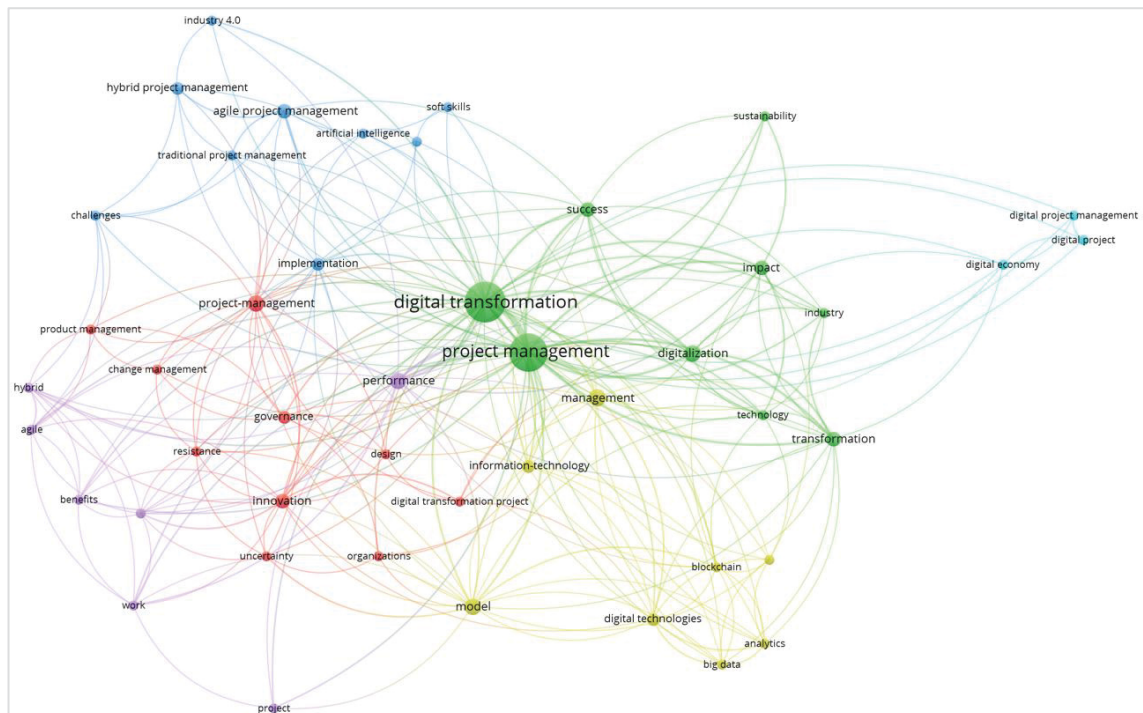 industry 4.0
hybrid project management
agile project management
soft skills
artificial intelligence
sustainability
traditional project management
challenges
success
digital project management
digital project
implementation
impact
digital economy
project-management
digital transformation
industry
product management
project management
digitalization
change management
performance
hybrid
management
governance
technology
agile
transformation
resistance
design
information-technology
benefits
innovation
digital transformation project
uncertainty
organizations
blockchain
work
model
digital technologies
analytics
big data
project